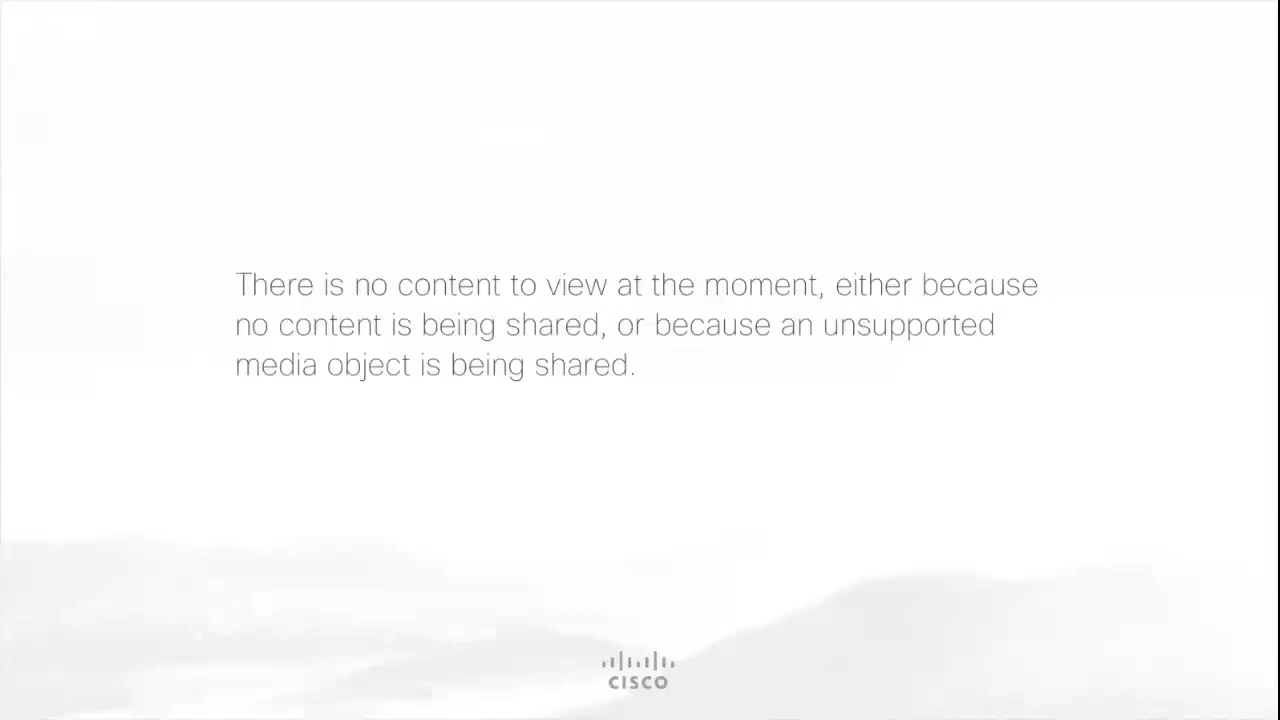 There is no content to view at the moment, either because
no content is being shared, or because an unsupported
media object is being shared.
CISCO